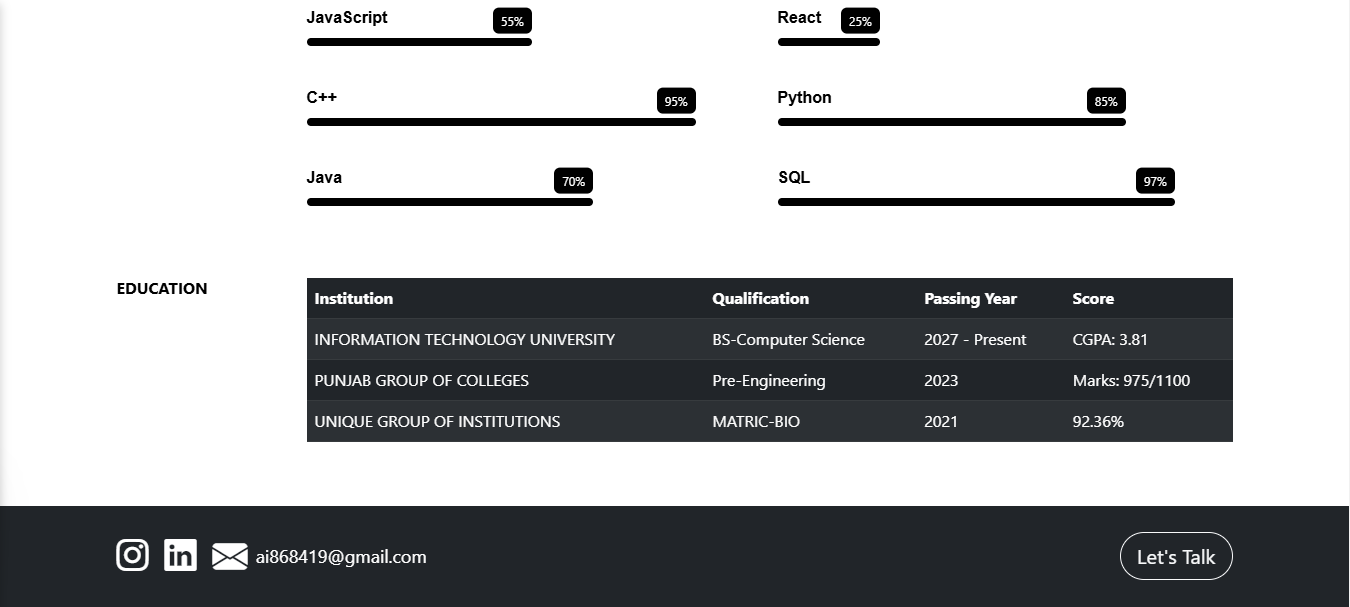 JavaScript 55% React 25%
C++ 95% Python 85%
Java 70% SQL 97%
EDUCATION
Institution Qualification Passing Year Score
INFORMATION TECHNOLOGY UNIVERSITY BS-Computer Science 2027 - Present CGPA: 3.81
PUNJAB GROUP OF COLLEGES Pre-Engineering 2023 Marks: 975/1100
UNIQUE GROUP OF INSTITUTIONS MATRIC-BIO 2021 92.36%
in ai868419@gmail.com Let's Talk